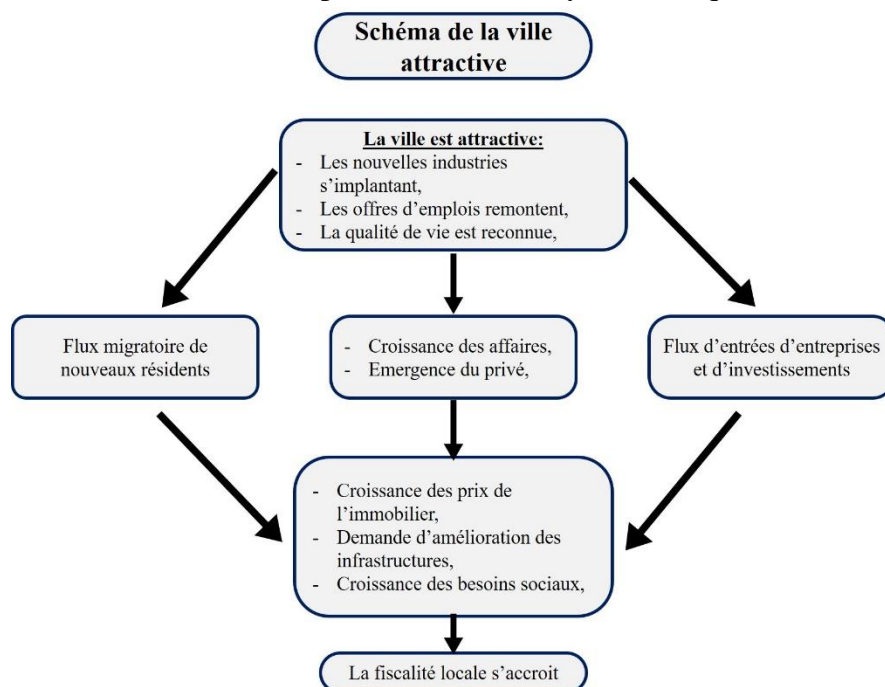 Schéma de la ville
attractive
La ville est attractive:
- Les nouvelles industries
s’implantant,
- Les offres d’emplois remontent,
- La qualité de vie est reconnue,
Flux migratoire de
nouveaux résidents
- Croissance des affaires,
- Emergence du privé,
Flux d’entrées d’entreprises
et d’investissements
- Croissance des prix de
l’immobilier,
- Demande d’amélioration des
infrastructures,
- Croissance des besoins sociaux,
La fiscalité locale s’accroit